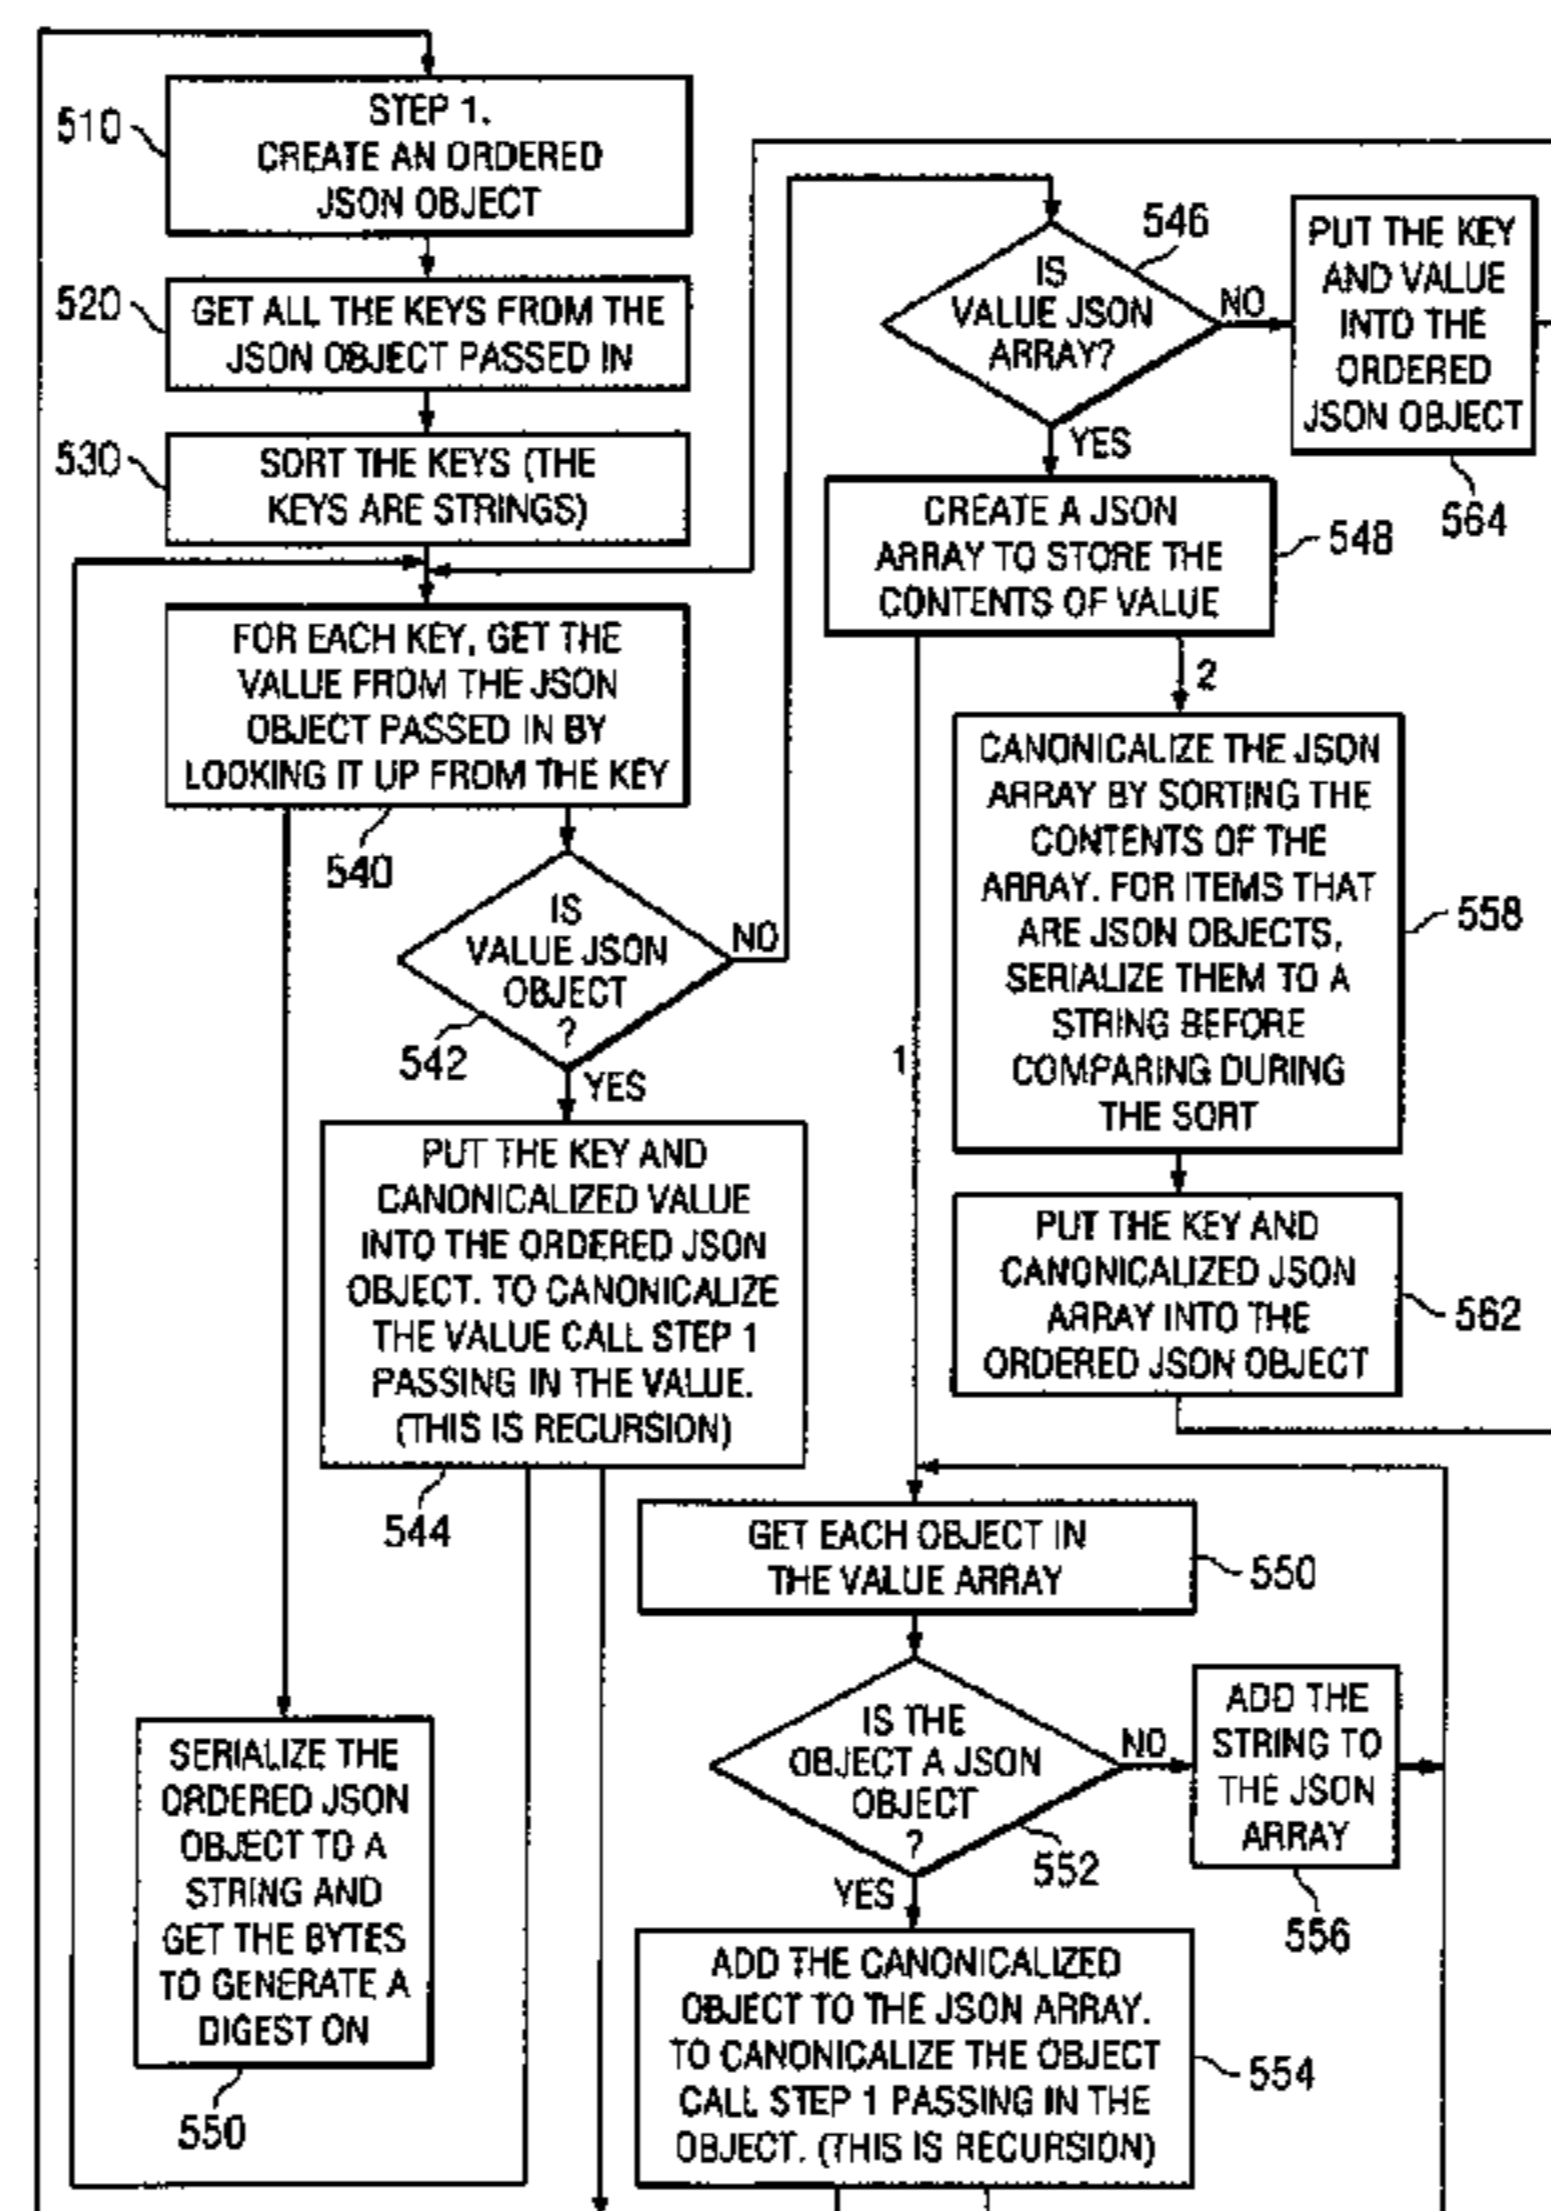 510
STEP 1.
CREATE AN ORDERED
JSON OBJECT
520
GET ALL THE KEYS FROM THE
JSON OBJECT PASSED IN
530
SORT THE KEYS (THE
KEYS ARE STRINGS)
FOR EACH KEY, GET THE
VALUE FROM THE JSON
OBJECT PASSED IN BY
LOOKING IT UP FROM THE KEY
540
IS
VALUE JSON
OBJECT
?
NO
542
YES
PUT THE KEY AND
CANONICALIZED VALUE
INTO THE ORDERED JSON
OBJECT. TO CANONICALIZE
THE VALUE CALL STEP 1
PASSING IN THE VALUE.
(THIS IS RECURSION)
544
SERIALIZE THE
ORDERED JSON
OBJECT TO A
STRING AND
GET THE BYTES
TO GENERATE A
DIGEST ON
550
546
IS
VALUE JSON
ARRAY?
NO
YES
PUT THE KEY
AND VALUE
INTO THE
ORDERED
JSON OBJECT
564
CREATE A JSON
ARRAY TO STORE THE
CONTENTS OF VALUE
548
1
2
CANONICALIZE THE JSON
ARRAY BY SORTING THE
CONTENTS OF THE
ARRAY. FOR ITEMS THAT
ARE JSON OBJECTS,
SERIALIZE THEM TO A
STRING BEFORE
COMPARING DURING
THE SORT
558
PUT THE KEY AND
CANONICALIZED JSON
ARRAY INTO THE
ORDERED JSON OBJECT
562
GET EACH OBJECT IN
THE VALUE ARRAY
550
IS THE
OBJECT A JSON
OBJECT
?
NO
552
YES
ADD THE
STRING TO
THE JSON
ARRAY
556
ADD THE CANONICALIZED
OBJECT TO THE JSON ARRAY.
TO CANONICALIZE THE OBJECT
CALL STEP 1 PASSING IN THE
OBJECT. (THIS IS RECURSION)
554